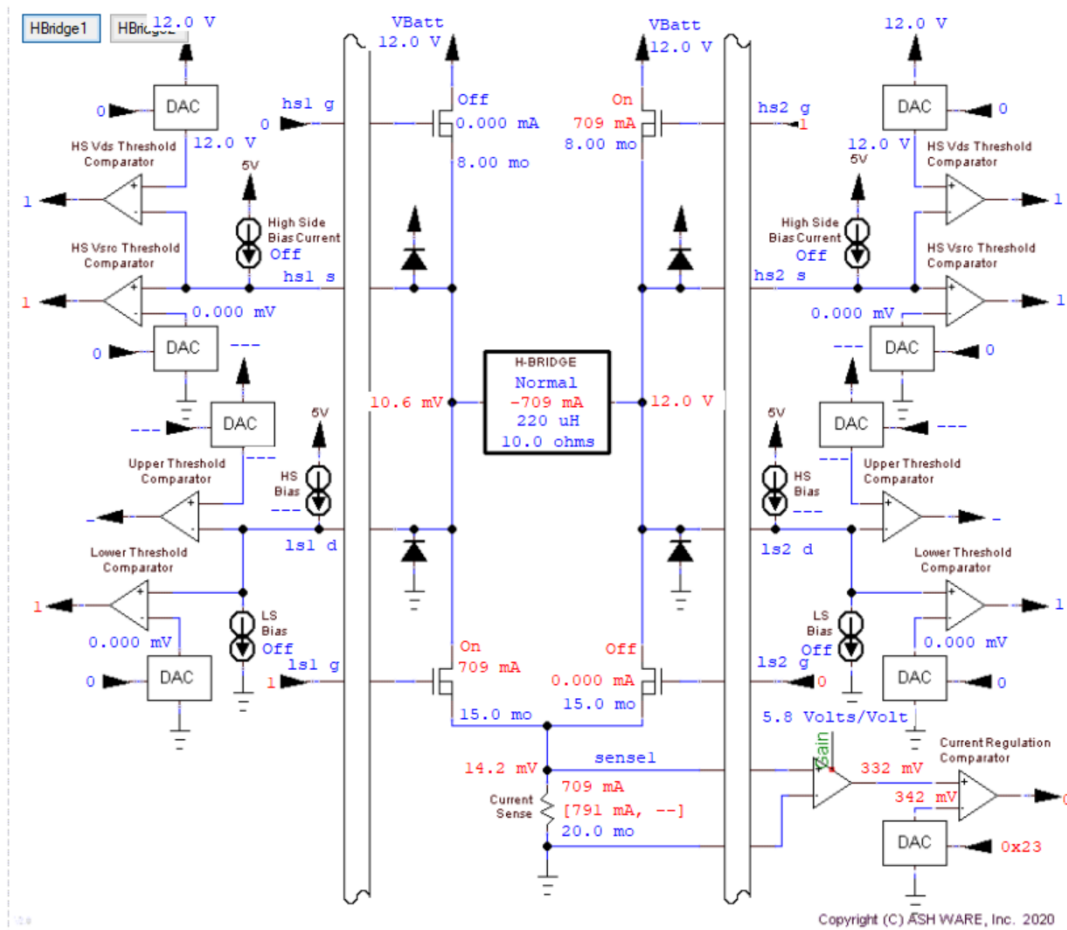 HBridge1
12.0 V
VBatt
12.0 V
VBatt
12.0 V
12.0 V
DAC
0
hs1 g
0
Off
0.000 mA
8.00 mo
On
709 mA
8.00 mo
hs2 g
1
DAC
0
12.0 V
HS Vds Threshold
Comparator
+
-
1
5V
High Side
Bias Current
Off
HS Vsrc Threshold
Comparator
+
-
1
hs1 s
0.000 mV
DAC
0
12.0 V
HS Vds Threshold
Comparator
+
-
1
5V
High Side
Bias Current
Off
HS Vsrc Threshold
Comparator
+
-
1
hs2 s
0.000 mV
DAC
0
H-BRIDGE
Normal
-709 mA
220 uH
10.0 ohms
10.6 mV
12.0 V
---
DAC
---
---
5V
Upper Threshold
Comparator
+
-
-
HS
Bias
---
ls1 d
Lower Threshold
Comparator
+
-
1
LS
Bias
Off
0.000 mV
DAC
0
ls1 g
1
On
709 mA
15.0 mo
---
DAC
---
---
5V
HS
Bias
---
Upper Threshold
Comparator
+
-
-
ls2 d
Lower Threshold
Comparator
+
-
1
LS
Bias
Off
0.000 mV
DAC
0
Off
0.000 mA
15.0 mo
ls2 g
0
5.8 Volts/Volt
Gain
sense1
14.2 mV
709 mA
[791 mA, --]
20.0 mo
Current
Sense
+
-
332 mV
342 mV
Current Regulation
Comparator
+
-
0
DAC
0x23
Copyright (C) ASH WARE, Inc. 2020